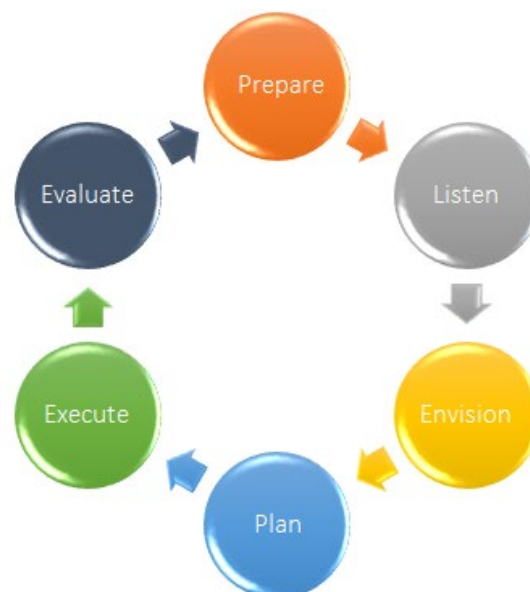 Prepare
Listen
Envision
Plan
Execute
Evaluate